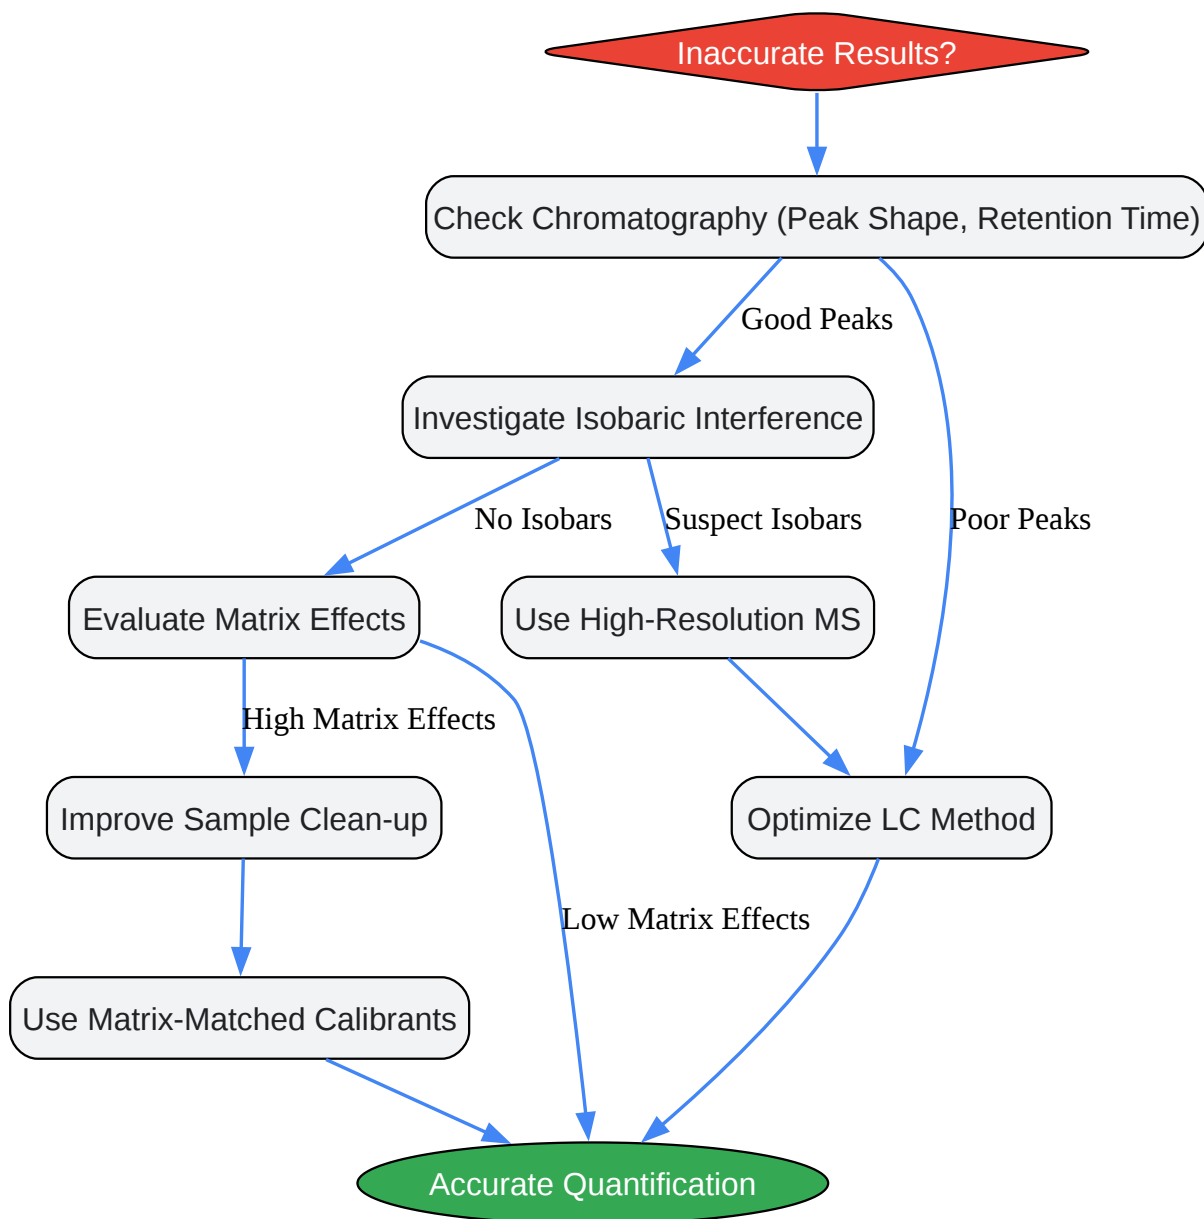 Inaccurate Results?
Check Chromatography (Peak Shape, Retention Time)
Good Peaks
Investigate Isobaric Interference
No Isobars
Suspect Isobars
Poor Peaks
Evaluate Matrix Effects
Use High-Resolution MS
High Matrix Effects
Improve Sample Clean-up
Optimize LC Method
Low Matrix Effects
Use Matrix-Matched Calibrants
Accurate Quantification